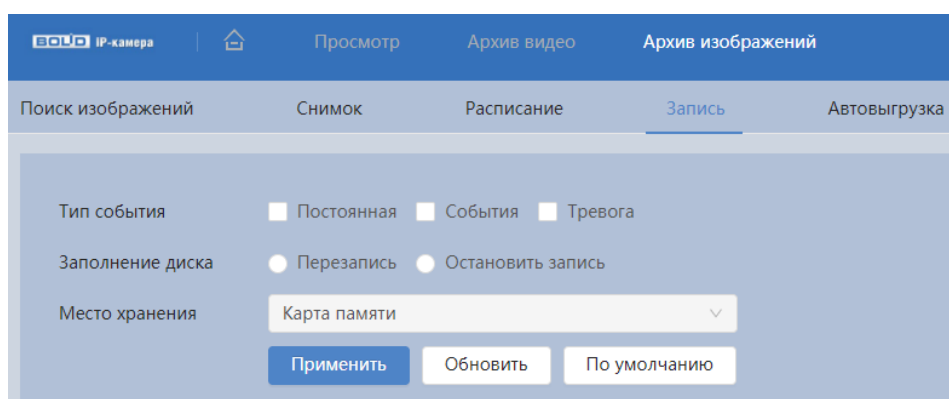 BOLID IP-камера Просмотр Архив видео Архив изображений
Поиск изображений Снимок Расписание Запись Автовыгрузка
Тип события Постоянная События Тревога
Заполнение диска Перезапись Остановить запись
Место хранения Карта памяти
Применить Обновить По умолчанию